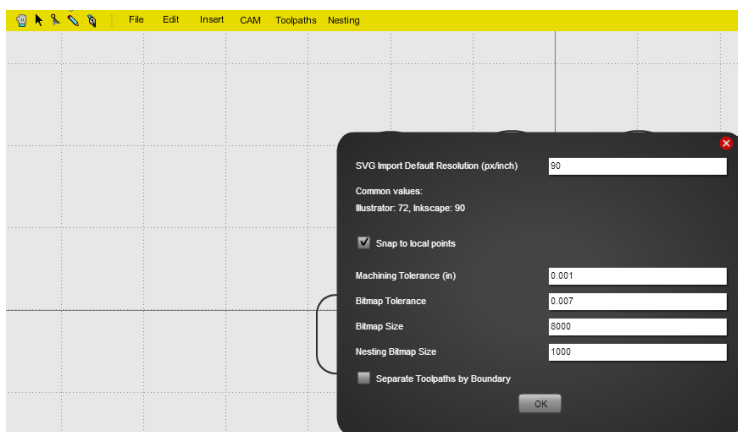 File Edit Insert CAM Toolpaths Nesting
SVG Import Default Resolution (px/inch) 90
Common values:
Illustrator: 72, Inkscape: 90
Snap to local points
Machining Tolerance (in) 0.001
Bitmap Tolerance 0.007
Bitmap Size 8000
Nesting Bitmap Size 1000
Separate Toolpaths by Boundary
OK